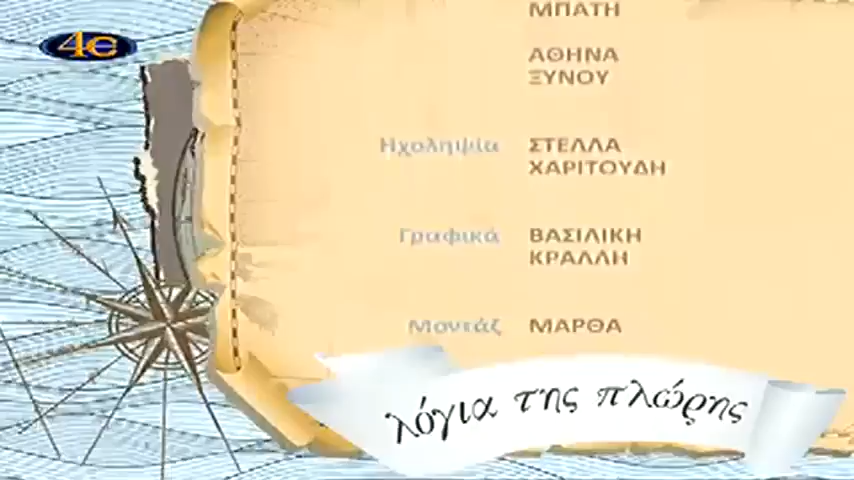 4e
ΜΠΑΤΗ
ΑΘΗΝΑ
ΞΥΝΟΥ
Ηχοληψία ΣΤΕΛΛΑ
ΧΑΡΙΤΟΥΔΗ
Γραφικά ΒΑΣΙΛΙΚΗ
ΚΡΑΛΛΗ
Μοντάζ ΜΑΡΘΑ
λόγια της πλώρης